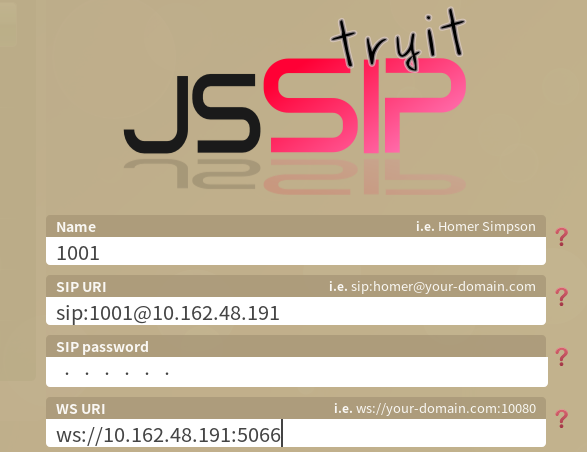 tryit
JSSIP
Name i.e. Homer Simpson ?
1001
SIP URI i.e. sip:homer@your-domain.com ?
sip:1001@10.162.48.191
SIP password ?
· · · · · ·
WS URI i.e. ws://your-domain.com:10080 ?
ws://10.162.48.191:5066